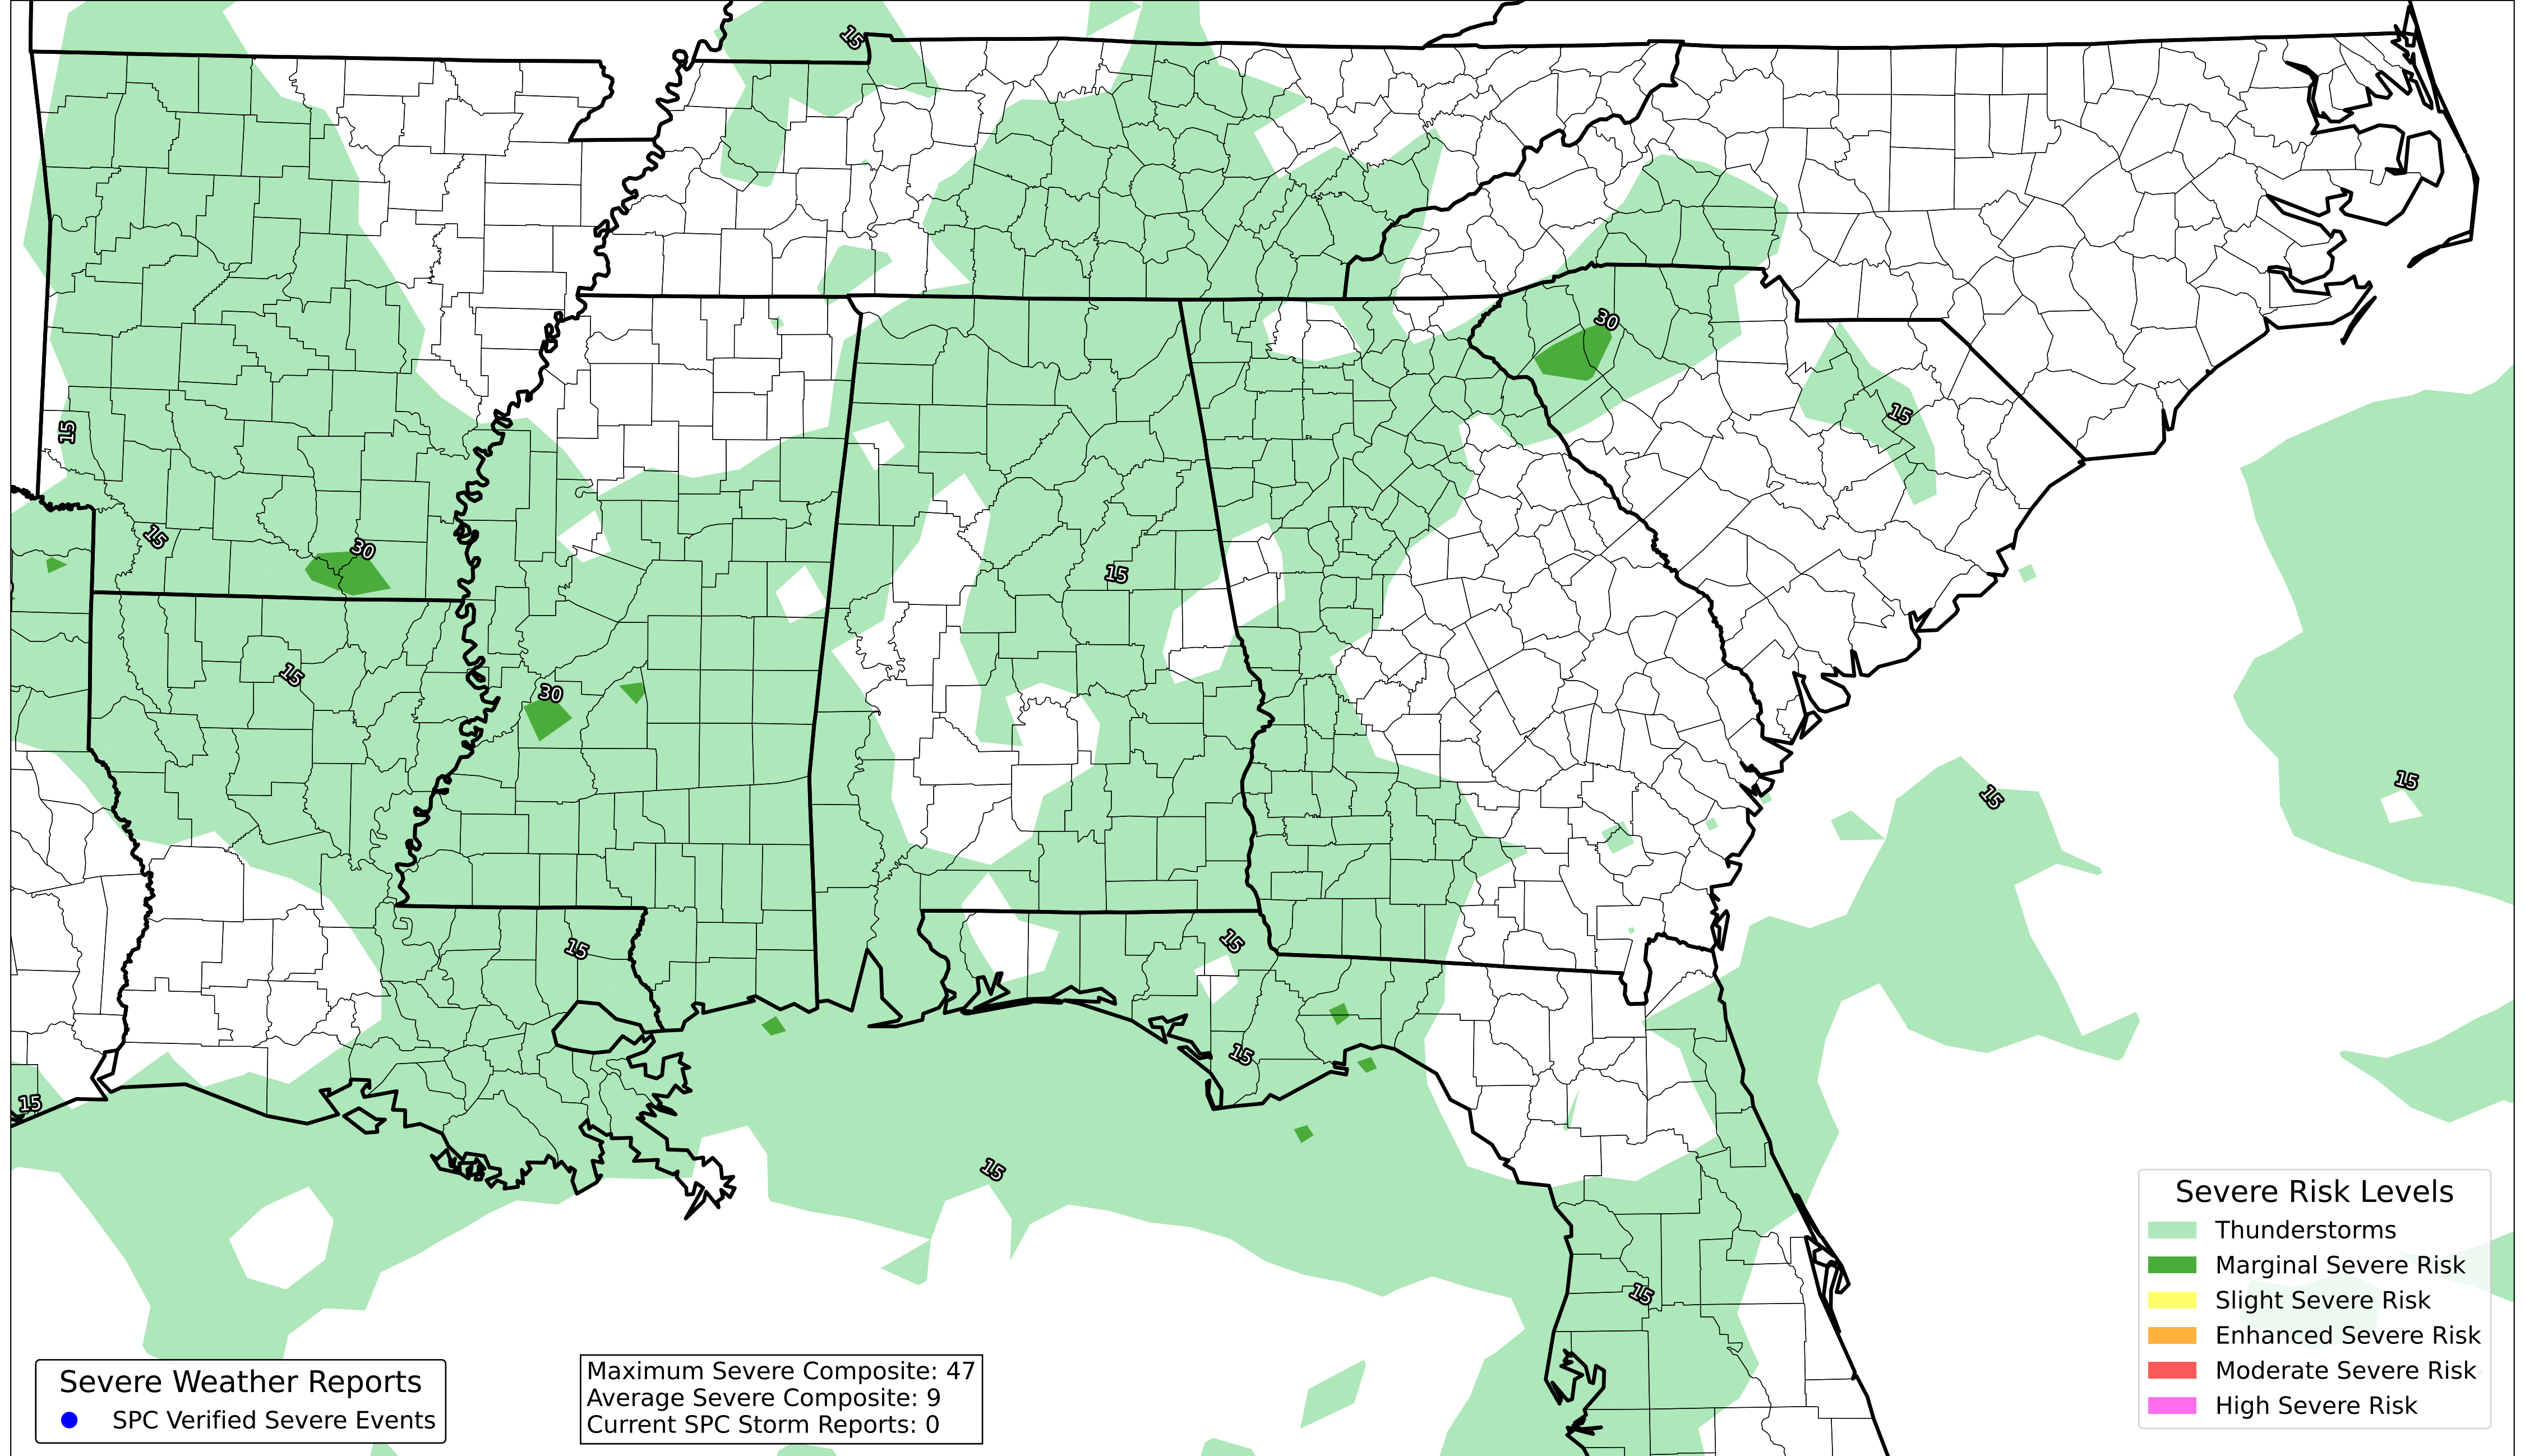 15
30
15
15
15
30
15
15
30
15
15
15
15
15
15
15
15
Severe Risk Levels
Thunderstorms
Marginal Severe Risk
Slight Severe Risk
Enhanced Severe Risk
Moderate Severe Risk
High Severe Risk
Severe Weather Reports
SPC Verified Severe Events
Maximum Severe Composite: 47
Average Severe Composite: 9
Current SPC Storm Reports: 0